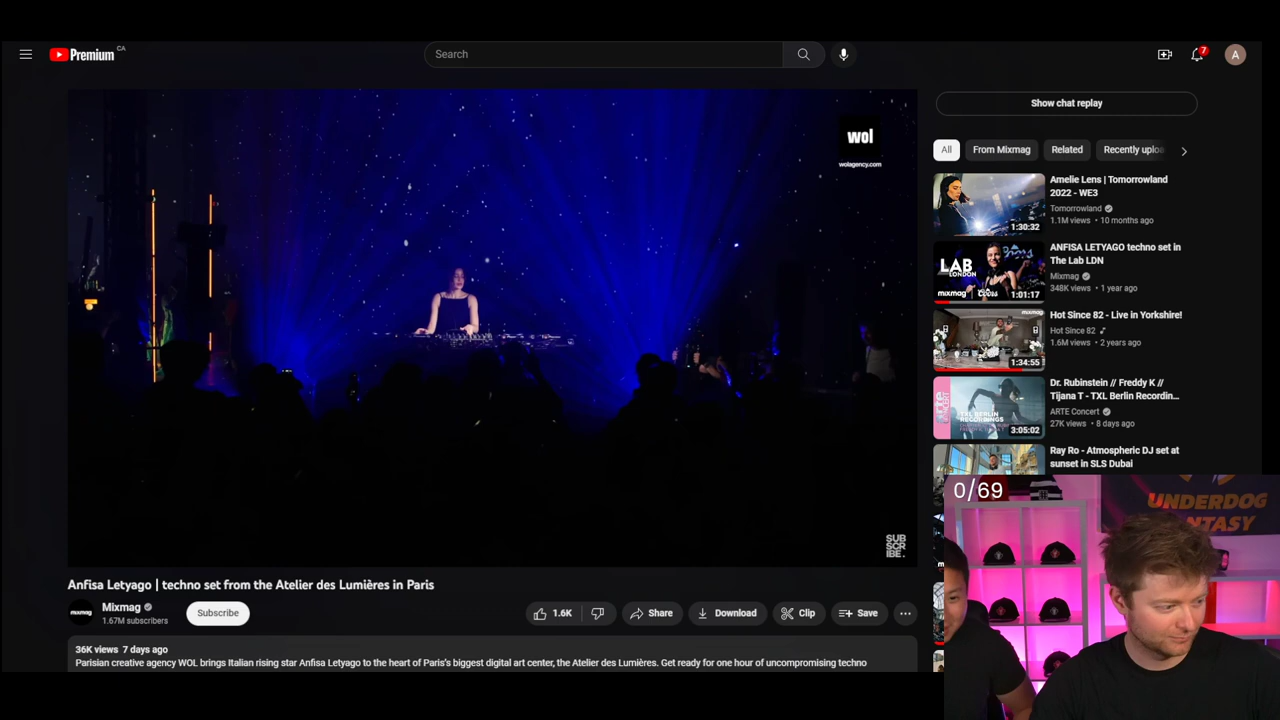 Premium CA
Search
7
A
wol
wolagency.com
SUB
SCR
IBE.
Show chat replay
All
From Mixmag
Related
Recently uploa
Amelie Lens | Tomorrowland
2022 - WE3
Tomorrowland
1.1M views • 10 months ago
1:30:32
ANFISA LETYAGO techno set in
The Lab LDN
Mixmag
348K views • 1 year ago
LAB
LONDON
mixmag
Coors
1:01:17
Hot Since 82 - Live in Yorkshire!
Hot Since 82
1.6M views • 2 years ago
mixmag
1:34:55
Dr. Rubinstein // Freddy K //
Tijana T - TXL Berlin Recordin...
ARTE Concert
27K views • 8 days ago
TXL BERLIN
RECORDINGS
3:05:02
Ray Ro - Atmospheric DJ set at
sunset in SLS Dubai
0/69
UNDERDOG
FANTASY
Anfisa Letyago | techno set from the Atelier des Lumières in Paris
mixmag
Mixmag
1.67M subscribers
Subscribe
1.6K
Share
Download
Clip
Save
36K views 7 days ago
Parisian creative agency WOL brings Italian rising star Anfisa Letyago to the heart of Paris's biggest digital art center, the Atelier des Lumières. Get ready for one hour of uncompromising techno